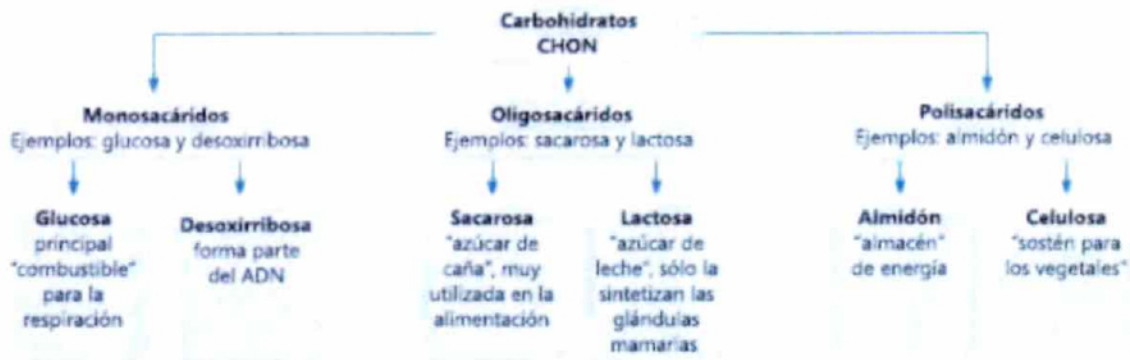 Carbohidratos
CHON
Monosacáridos
Ejemplos: glucosa y desoxirribosa
Oligosacáridos
Ejemplos: sacarosa y lactosa
Polisacáridos
Ejemplos: almidón y celulosa
Glucosa
principal
"combustible"
para la
respiración
Desoxirribosa
forma parte
del ADN
Sacarosa
"azúcar de
caña", muy
utilizada en la
alimentación
Lactosa
"azúcar de
leche", sólo la
sintetizan las
glándulas
mamarias
Almidón
"almacén"
de energía
Celulosa
"sostén para
los vegetales"